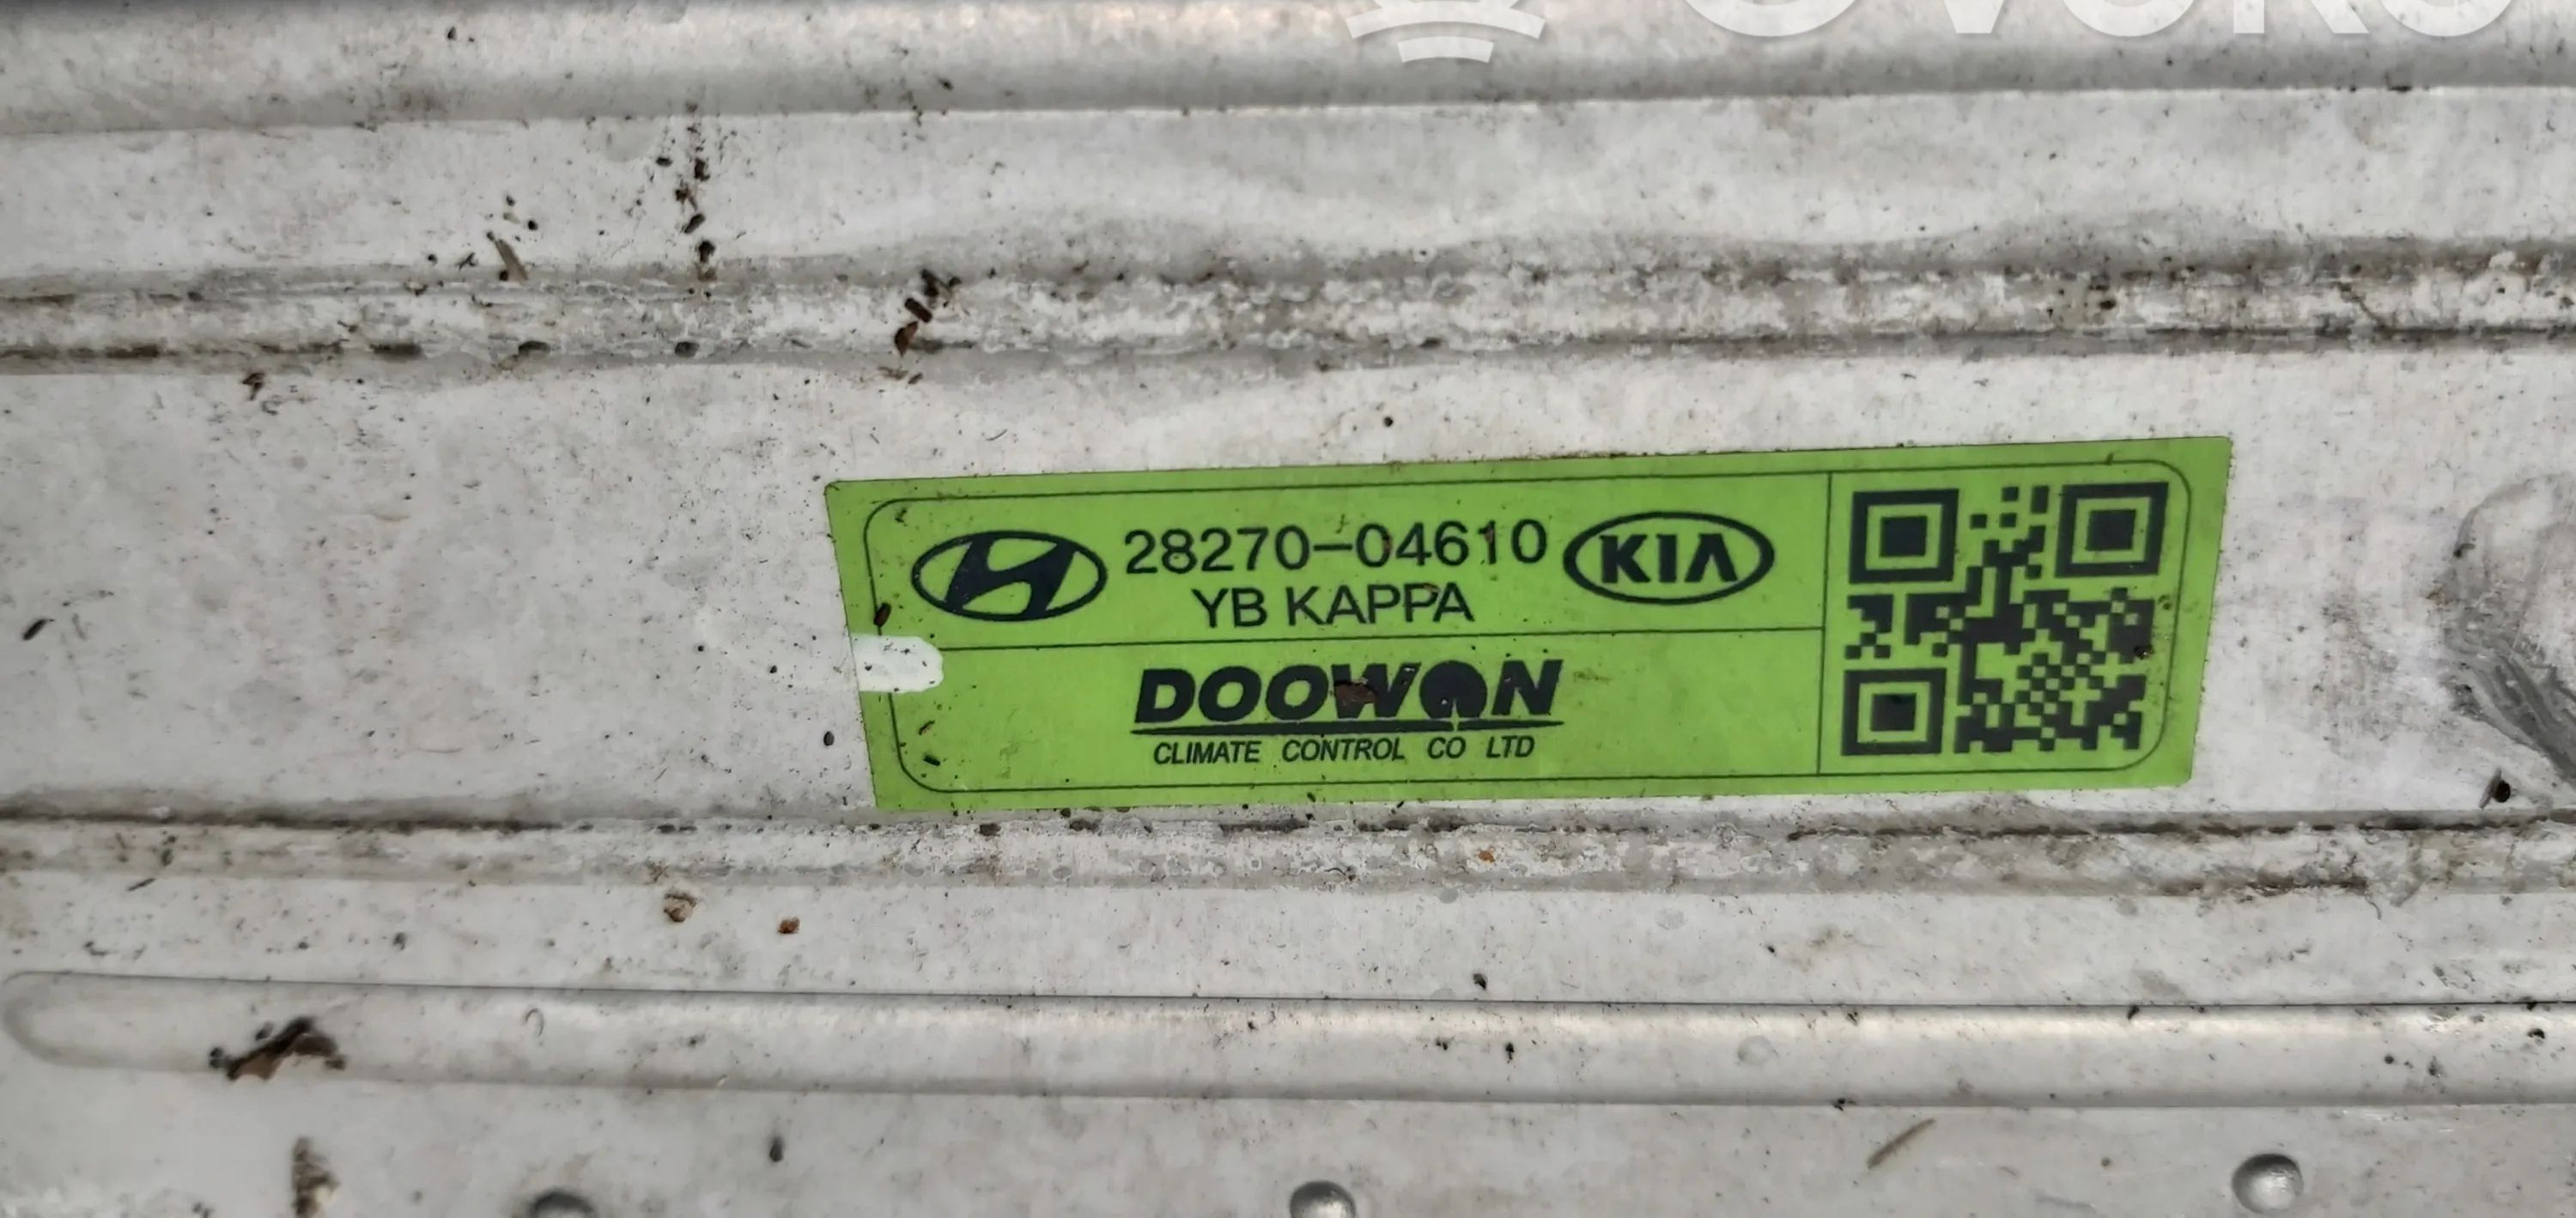 28270-04610
KIA
YB KAPPA
DOOWON
CLIMATE CONTROL CO LTD